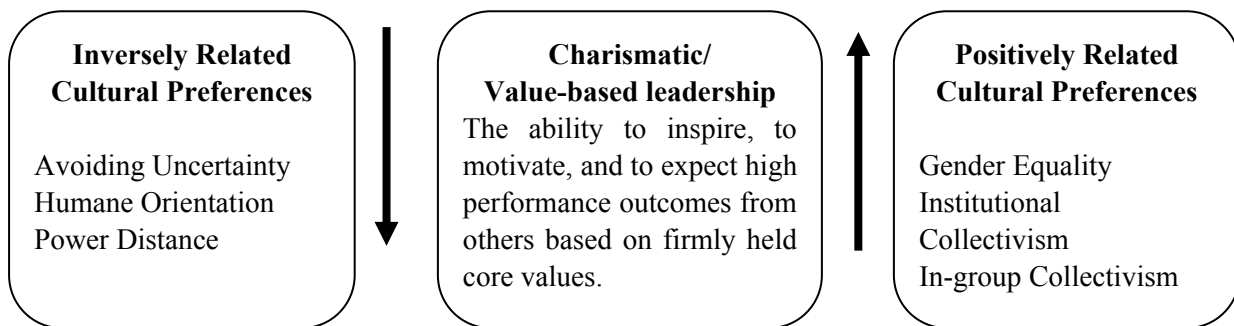 Inversely Related
Cultural Preferences
Avoiding Uncertainty
Humane Orientation
Power Distance
Charismatic/
Value-based leadership
The ability to inspire, to
motivate, and to expect high
performance outcomes from
others based on firmly held
core values.
Positively Related
Cultural Preferences
Gender Equality
Institutional
Collectivism
In-group Collectivism